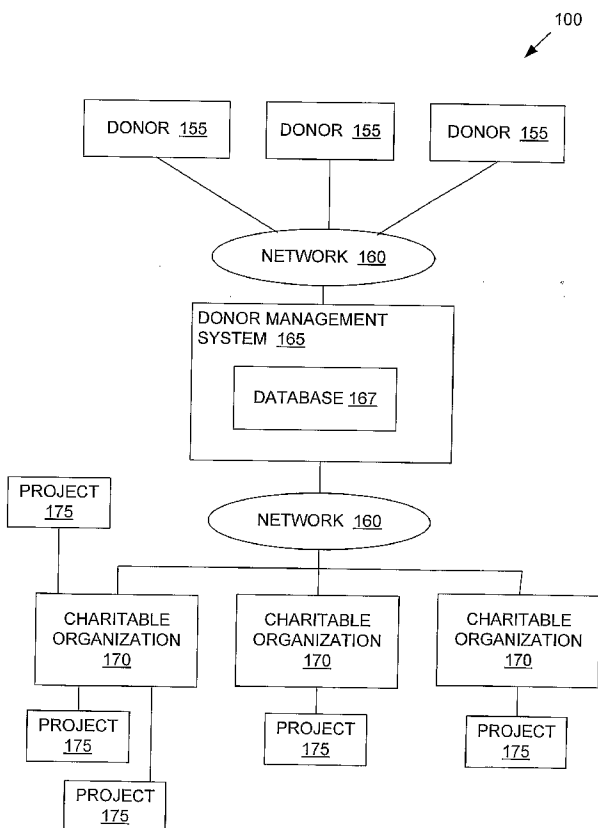 100
DONOR 155
DONOR 155
DONOR 155
NETWORK 160
DONOR MANAGEMENT
SYSTEM 165
DATABASE 167
PROJECT
175
NETWORK 160
CHARITABLE
ORGANIZATION
170
CHARITABLE
ORGANIZATION
170
CHARITABLE
ORGANIZATION
170
PROJECT
175
PROJECT
175
PROJECT
175
PROJECT
175